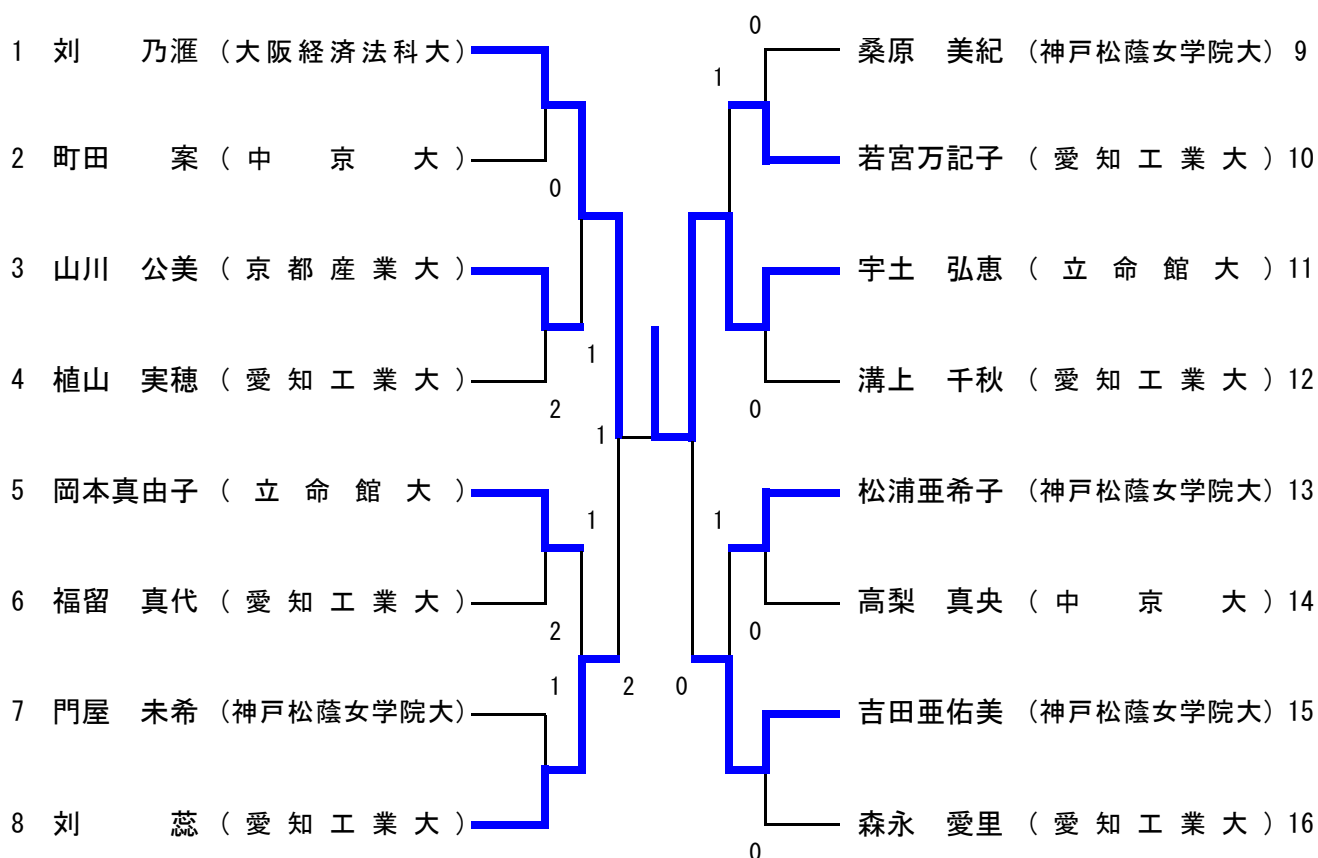 0
1 刘 乃滙 (大阪経済法科大) 桑原 美紀 (神戸松蔭女学院大) 9
1
2 町田 案 (中京大) 若宮万記子 (愛知工業大) 10
0
3 山川 公美 (京都産業大) 宇土 弘恵 (立命館大) 11
1
4 植山 実穂 (愛知工業大) 溝上 千秋 (愛知工業大) 12
2 0
1
5 岡本真由子 (立命館大) 松浦亜希子 (神戸松蔭女学院大) 13
1 1
6 福留 真代 (愛知工業大) 高梨 真央 (中京大) 14
2 0
1 2 0
7 門屋 未希 (神戸松蔭女学院大) 吉田亜佑美 (神戸松蔭女学院大) 15
8 刘 蕊 (愛知工業大) 森永 愛里 (愛知工業大) 16
0